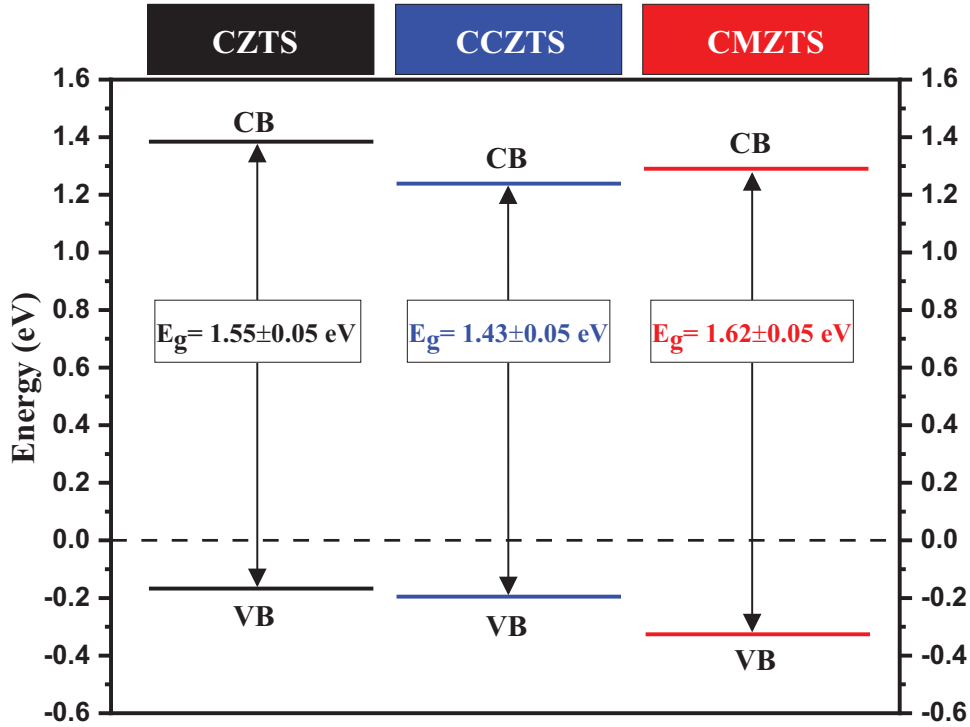 CZTS
CCZTS
CMZTS
1.6
1.4
1.2
1.0
0.8
0.6
0.4
0.2
0.0
-0.2
-0.4
-0.6
Energy (eV)
CB
CB
CB
Eg= 1.55±0.05 eV
Eg= 1.43±0.05 eV
Eg= 1.62±0.05 eV
VB
VB
VB
1.6
1.4
1.2
1.0
0.8
0.6
0.4
0.2
0.0
-0.2
-0.4
-0.6